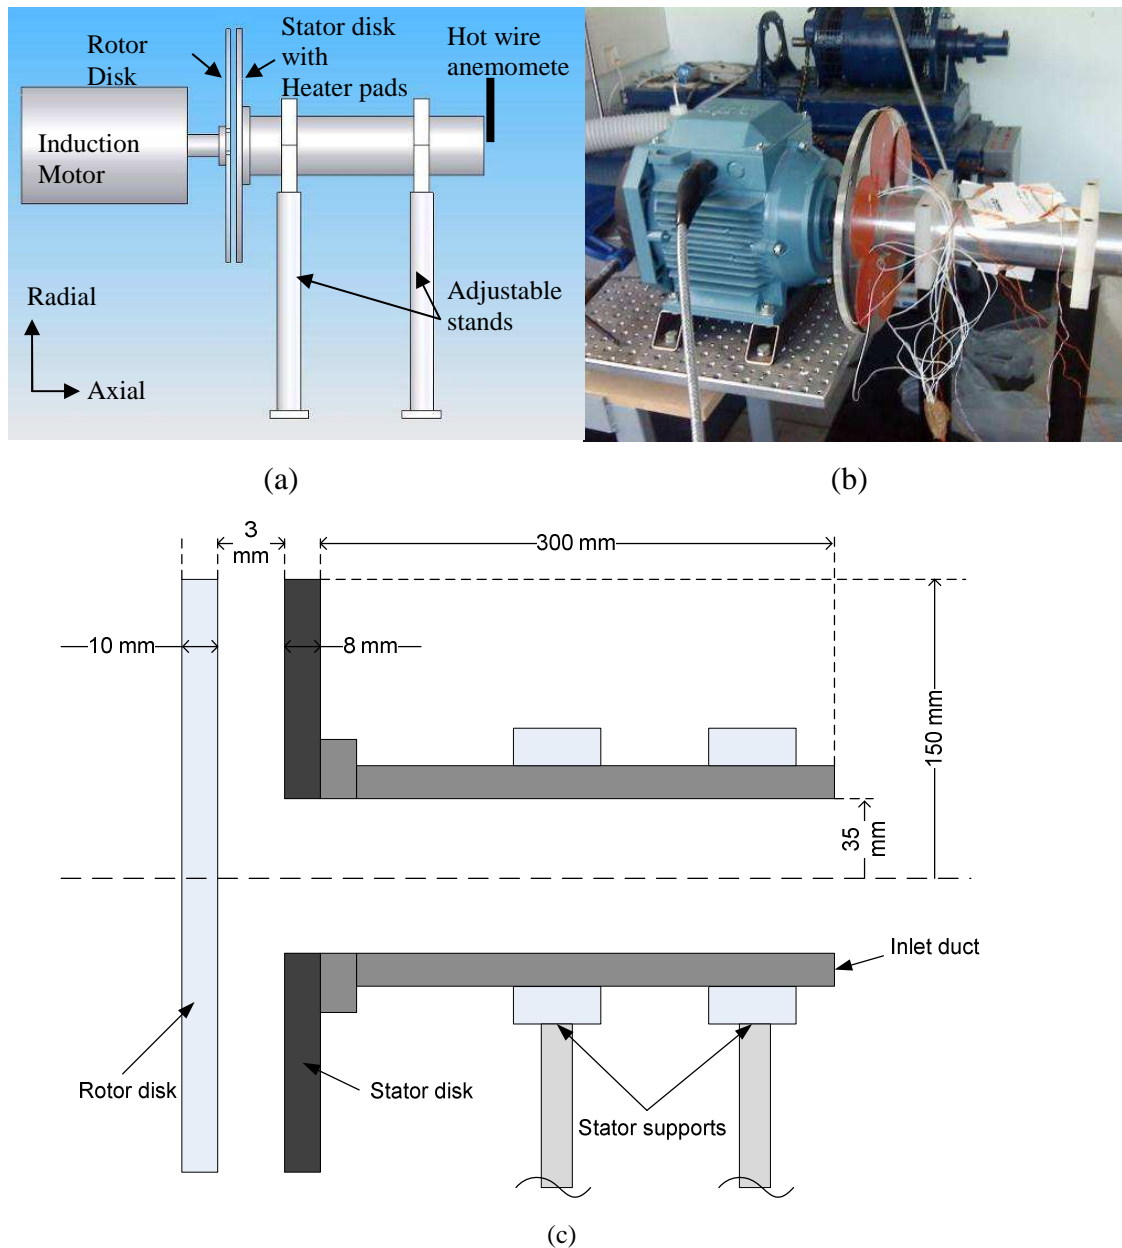 Rotor
Disk
Stator disk
with
Heater pads
Hot wire
anemomete
Induction
Motor
Radial
Axial
Adjustable
stands
(a)
(b)
3
mm
300 mm
10 mm
8 mm
150 mm
35
mm
Inlet duct
Rotor disk
Stator disk
Stator supports
(c)